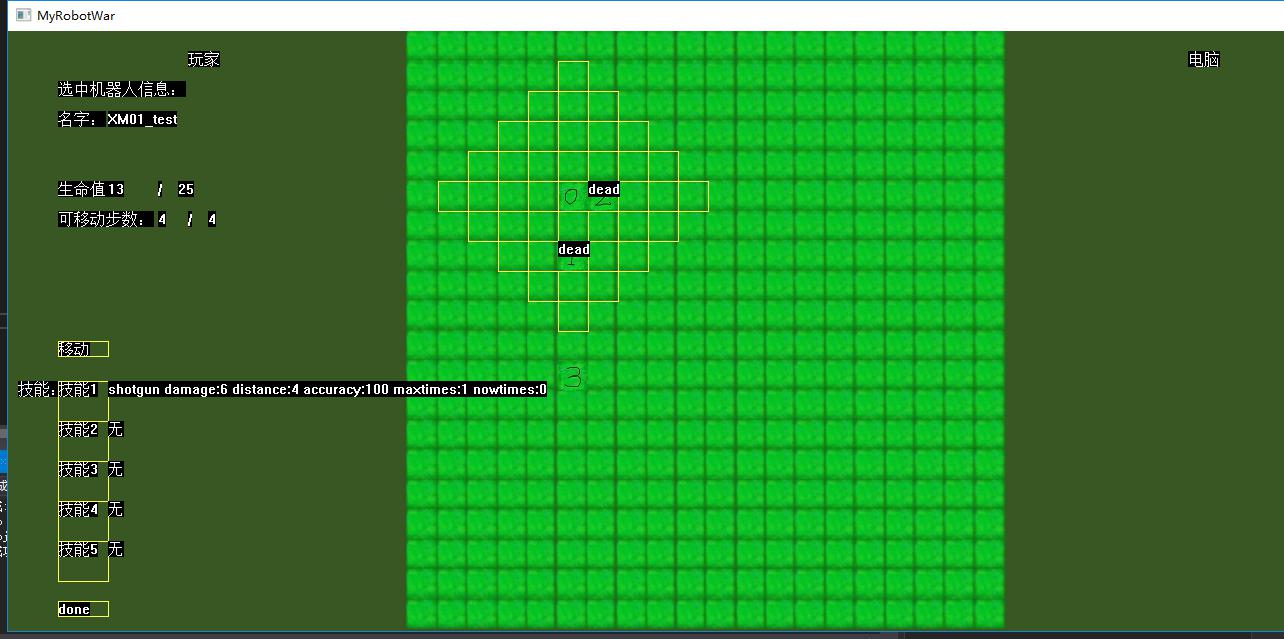 MyRobotWar
玩家
电脑
选中机器人信息：
名字： XM01_test
生命值 13 / 25
可移动步数： 4 / 4
0 dead
2
dead
1
移动
3
技能: 技能1 shotgun damage:6 distance:4 accuracy:100 maxtimes:1 nowtimes:0
技能2 无
技能3 无
技能4 无
技能5 无
done